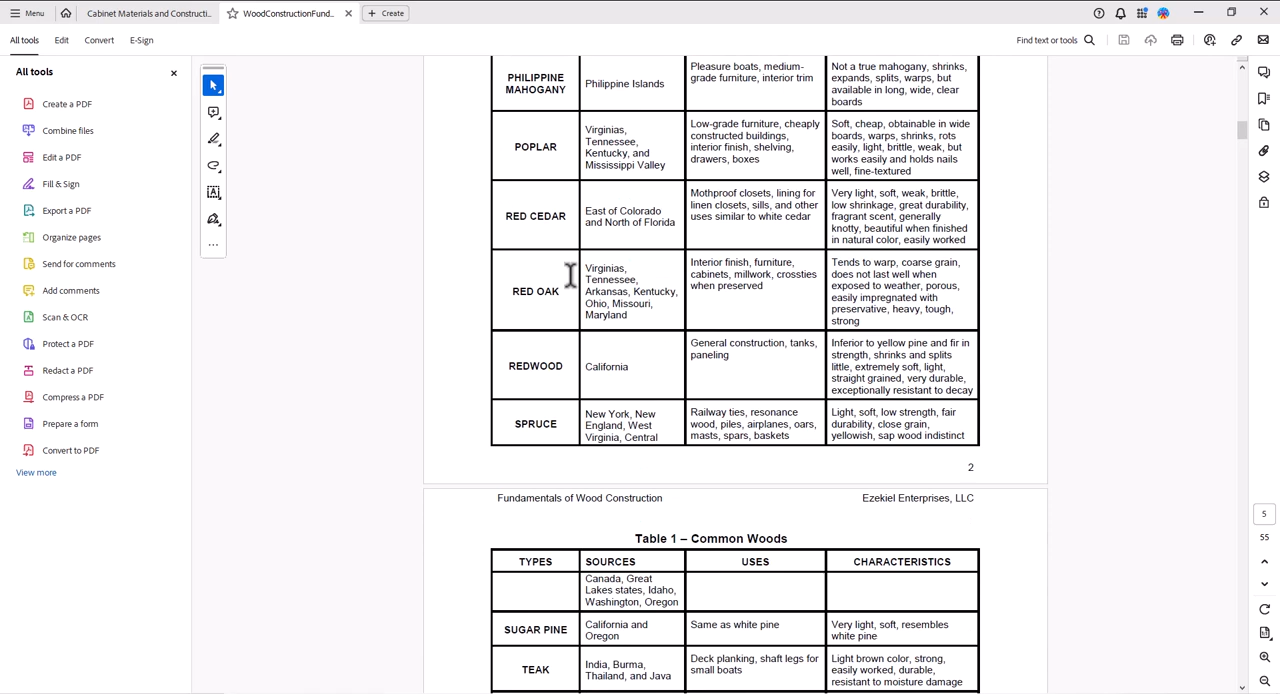 Menu
Cabinet Materials and Constructi...
WoodConstructionFund...
Create
All tools
Edit
Convert
E-Sign
Find text or tools
All tools
Create a PDF
Combine files
Edit a PDF
Fill & Sign
Export a PDF
Organize pages
Send for comments
Add comments
Scan & OCR
Protect a PDF
Redact a PDF
Compress a PDF
Prepare a form
Convert to PDF
View more
PHILIPPINE
MAHOGANY
Philippine Islands
Pleasure boats, medium-
grade furniture, interior trim
Not a true mahogany, shrinks,
expands, splits, warps, but
available in long, wide, clear
boards
POPLAR
Virginias,
Tennessee,
Kentucky, and
Mississippi Valley
Low-grade furniture, cheaply
constructed buildings,
interior finish, shelving,
drawers, boxes
Soft, cheap, obtainable in wide
boards, warps, shrinks, rots
easily, light, brittle, weak, but
works easily and holds nails
well, fine-textured
RED CEDAR
East of Colorado
and North of Florida
Mothproof closets, lining for
linen closets, sills, and other
uses similar to white cedar
Very light, soft, weak, brittle,
low shrinkage, great durability,
fragrant scent, generally
knotty, beautiful when finished
in natural color, easily worked
RED OAK
Virginias,
Tennessee,
Arkansas, Kentucky,
Ohio, Missouri,
Maryland
Interior finish, furniture,
cabinets, millwork, crossties
when preserved
Tends to warp, coarse grain,
does not last well when
exposed to weather, porous,
easily impregnated with
preservative, heavy, tough,
strong
REDWOOD
California
General construction, tanks,
paneling
Inferior to yellow pine and fir in
strength, shrinks and splits
little, extremely soft, light,
straight grained, very durable,
exceptionally resistant to decay
SPRUCE
New York, New
England, West
Virginia, Central
Railway ties, resonance
wood, piles, airplanes, oars,
masts, spars, baskets
Light, soft, low strength, fair
durability, close grain,
yellowish, sap wood indistinct
2
Fundamentals of Wood Construction
Ezekiel Enterprises, LLC
Table 1 – Common Woods
TYPES
SOURCES
USES
CHARACTERISTICS
Canada, Great
Lakes states, Idaho,
Washington, Oregon
SUGAR PINE
California and
Oregon
Same as white pine
Very light, soft, resembles
white pine
TEAK
India, Burma,
Thailand, and Java
Deck planking, shaft legs for
small boats
Light brown color, strong,
easily worked, durable,
resistant to moisture damage
5
55